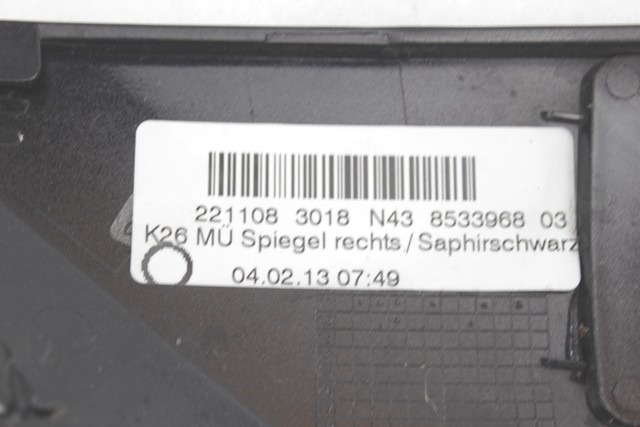 221108 3018 N43 8533968 03
K26 MÜ Spiegel rechts / Saphirschwarz
04.02.13 07:49